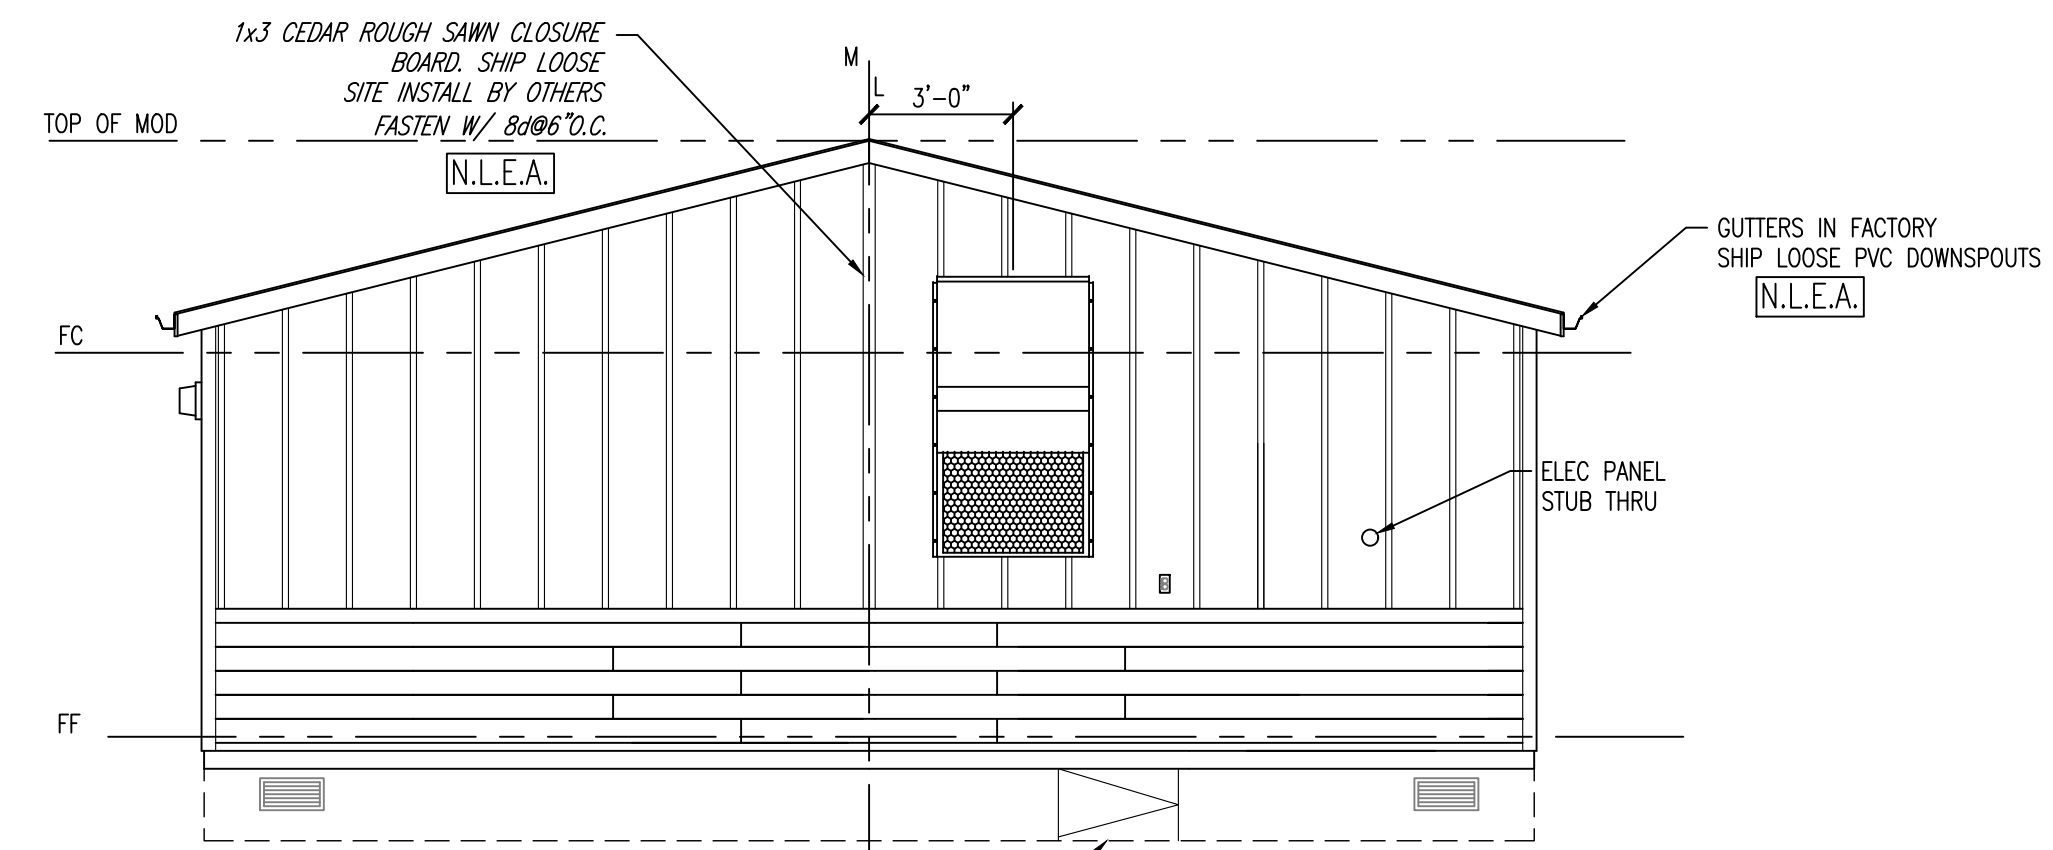 1x3 CEDAR ROUGH SAWN CLOSURE
BOARD. SHIP LOOSE
SITE INSTALL BY OTHERS
FASTEN W/ 8d@6"O.C.
N.L.E.A.
M
L
3'-0"
TOP OF MOD
GUTTERS IN FACTORY
SHIP LOOSE PVC DOWNSPOUTS
N.L.E.A.
FC
ELEC PANEL
STUB THRU
FF